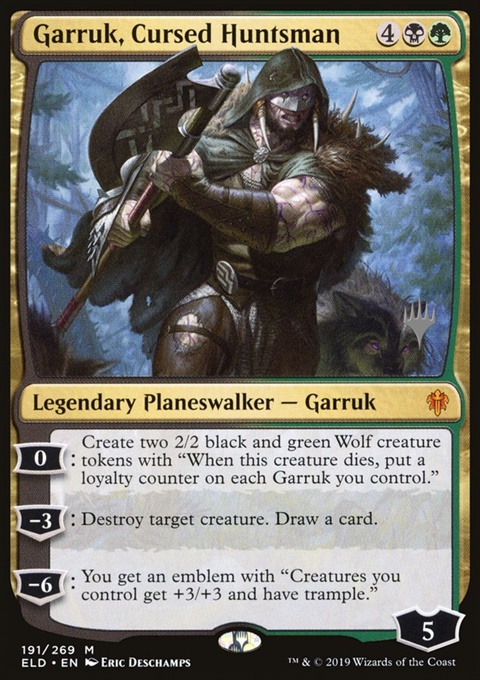 Garruk, Cursed Huntsman 4
Legendary Planeswalker — Garruk
0 : Create two 2/2 black and green Wolf creature
tokens with “When this creature dies, put a
loyalty counter on each Garruk you control.”
−3 : Destroy target creature. Draw a card.
−6 : You get an emblem with “Creatures you
control get +3/+3 and have trample.”
5
191/269 M
ELD • EN Eric Deschamps
™ & © 2019 Wizards of the Coast